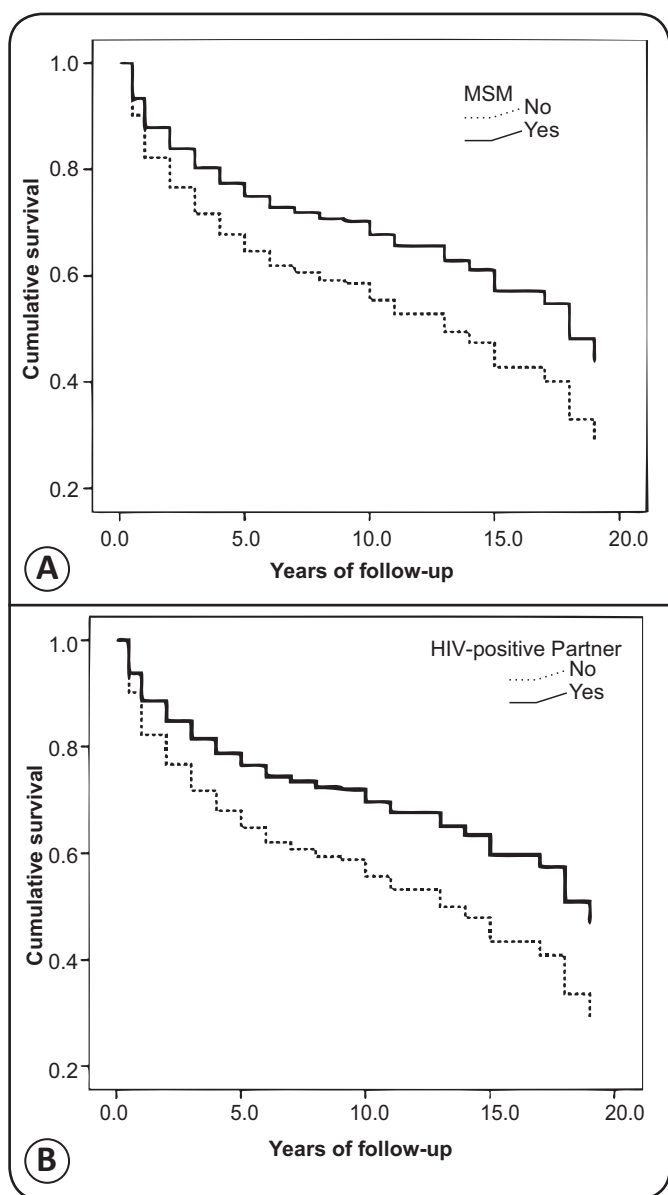 MSM
No
Yes
Cumulative survival
1.0
0.8
0.6
0.4
0.2
0.0 5.0 10.0 15.0 20.0
Years of follow-up
A
HIV-positive Partner
No
Yes
Cumulative survival
1.0
0.8
0.6
0.4
0.2
0.0 5.0 10.0 15.0 20.0
Years of follow-up
B